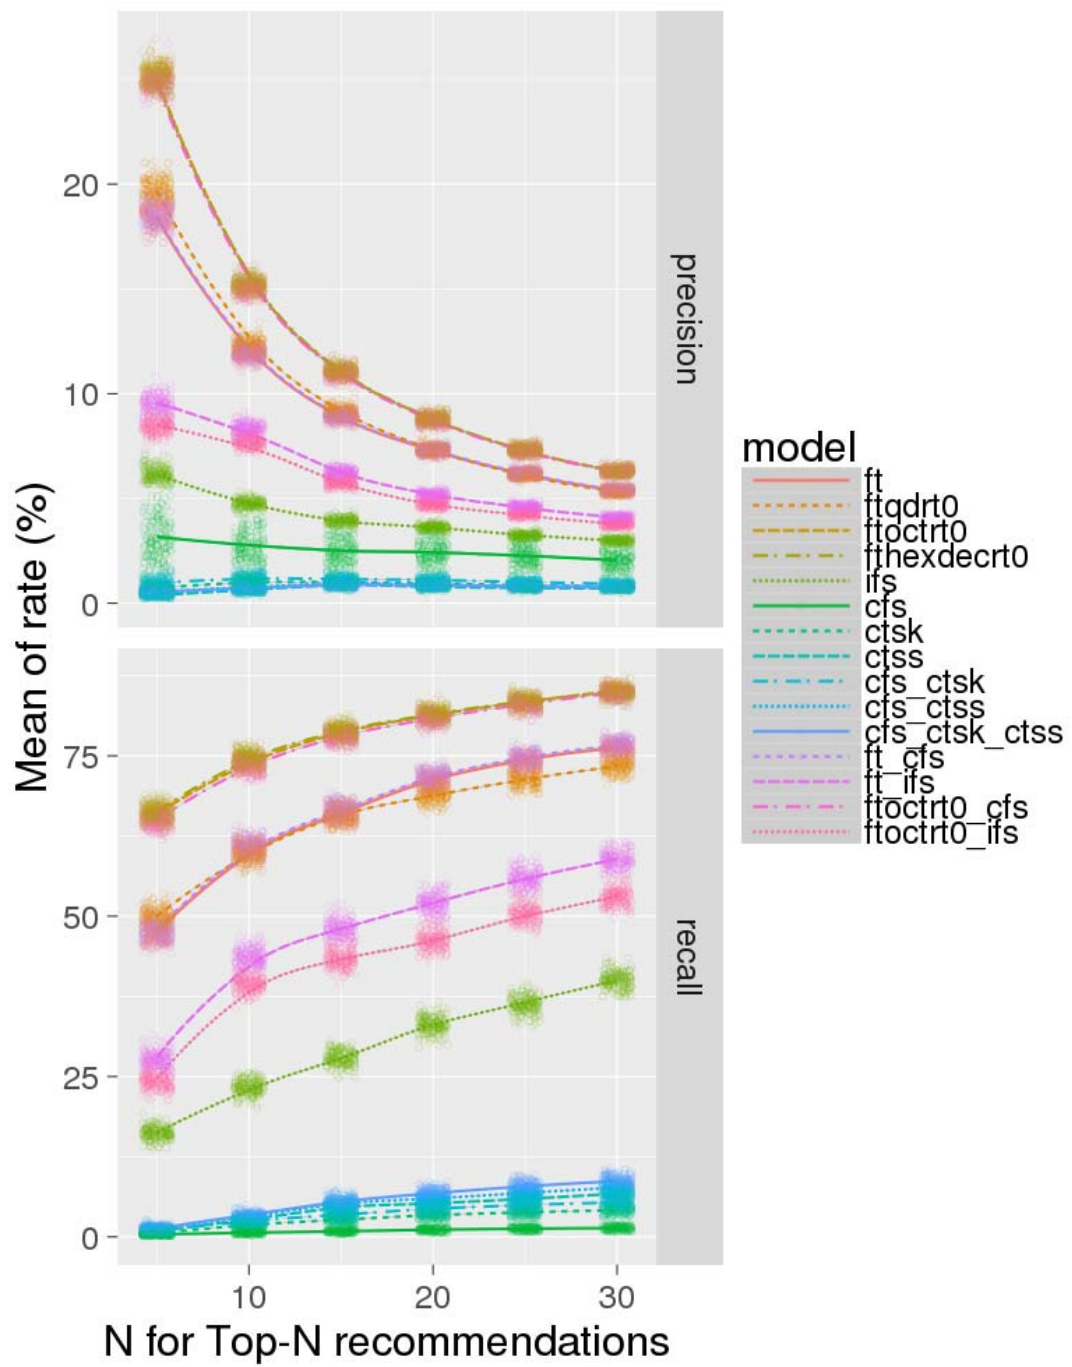 20
10
0
precision
Mean of rate (%)
75
50
25
0
recall
10 20 30
N for Top-N recommendations
model
ft
ftqdrt0
ftoctrt0
fthexdecrt0
ifs
cfs
ctsk
ctss
cfs_ctsk
cfs_ctss
cfs_ctsk_ctss
ft_cfs
ft_ifs
ftoctrt0_cfs
ftoctrt0_ifs